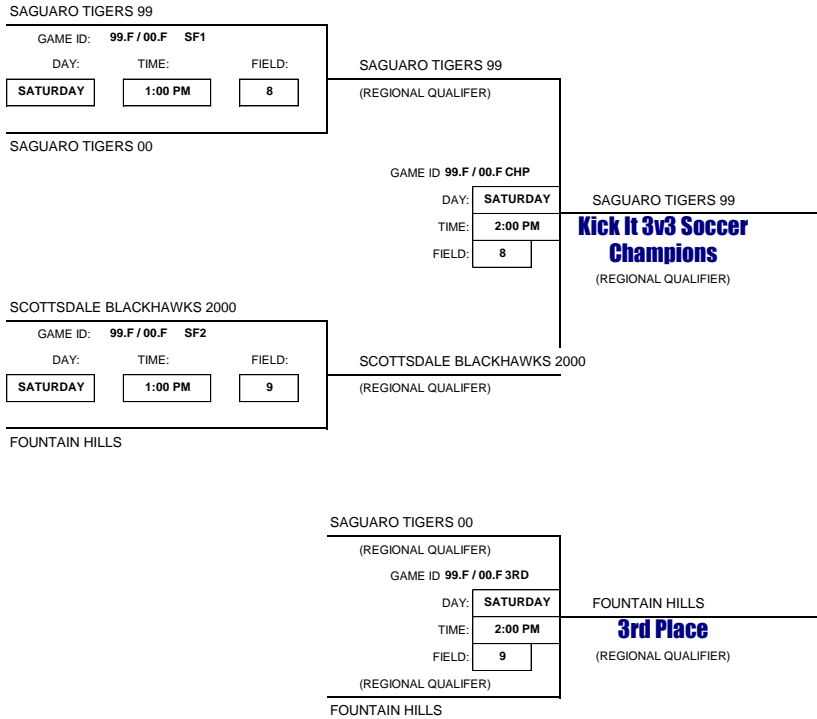 SAGUARO TIGERS 99
GAME ID: 99.F / 00.F SF1
DAY: TIME: FIELD:
SATURDAY 1:00 PM 8
SAGUARO TIGERS 00
SAGUARO TIGERS 99
(REGIONAL QUALIFER)
GAME ID 99.F / 00.F CHP
DAY: SATURDAY
TIME: 2:00 PM
FIELD: 8
SAGUARO TIGERS 99
Kick It 3v3 Soccer
Champions
(REGIONAL QUALIFIER)
SCOTTSDALE BLACKHAWKS 2000
GAME ID: 99.F / 00.F SF2
DAY: TIME: FIELD:
SATURDAY 1:00 PM 9
FOUNTAIN HILLS
SCOTTSDALE BLACKHAWKS 2000
(REGIONAL QUALIFER)
SAGUARO TIGERS 00
(REGIONAL QUALIFER)
GAME ID 99.F / 00.F 3RD
DAY: SATURDAY
TIME: 2:00 PM
FIELD: 9
(REGIONAL QUALIFER)
FOUNTAIN HILLS
FOUNTAIN HILLS
3rd Place
(REGIONAL QUALIFIER)